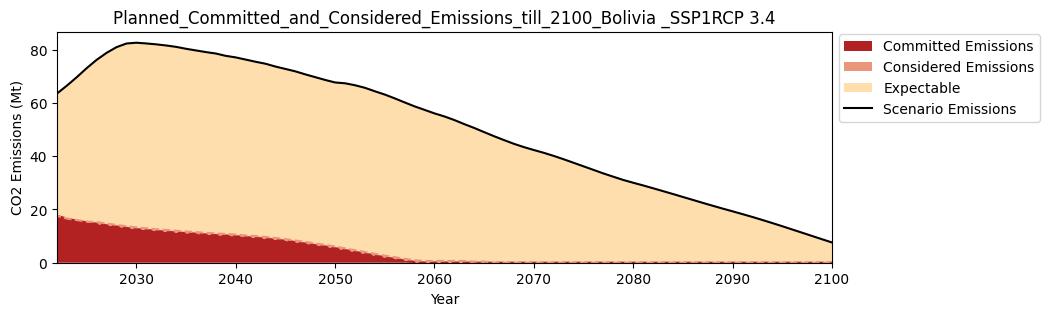 Planned_Committed_and_Considered_Emissions_till_2100_Bolivia _SSP1RCP 3.4
CO2 Emissions (Mt)
80
60
40
20
0
2030 2040 2050 2060 2070 2080 2090 2100
Year
Committed Emissions
Considered Emissions
Expectable
Scenario Emissions